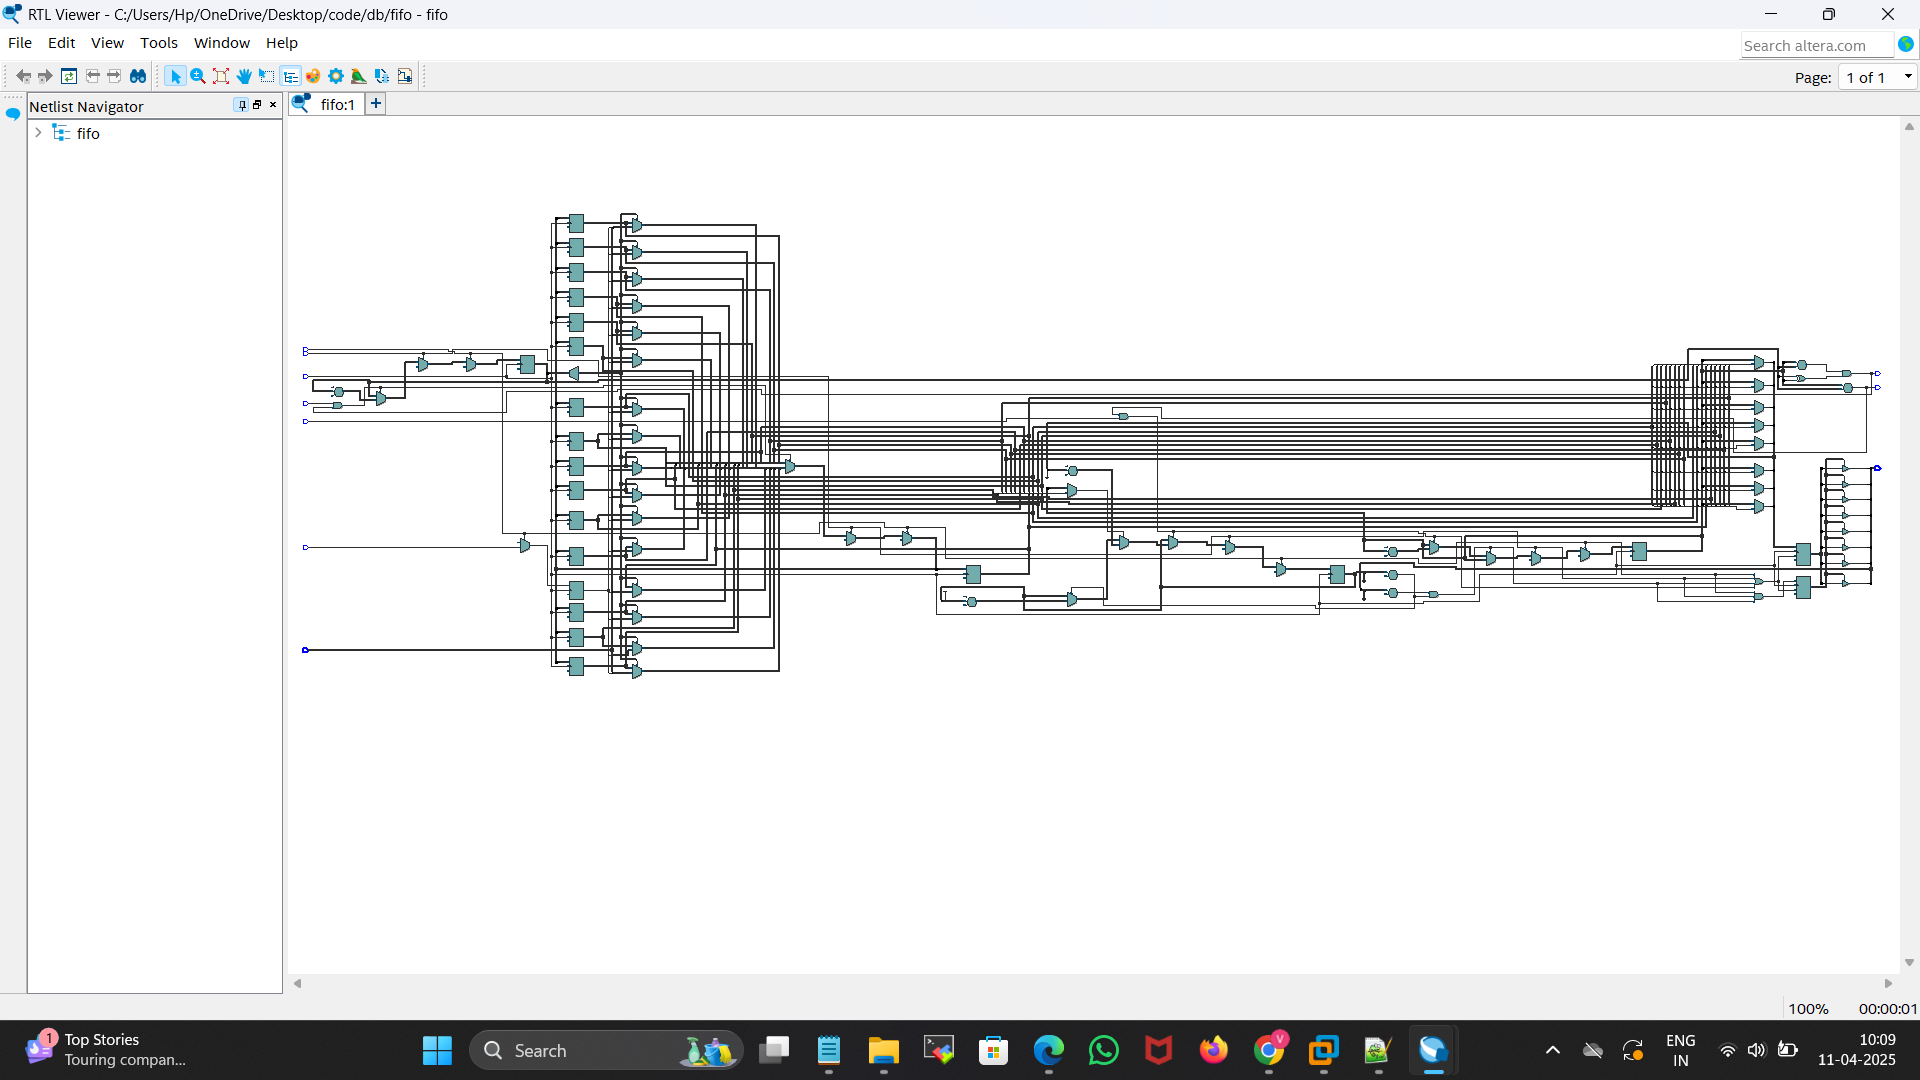 RTL Viewer - C:/Users/Hp/OneDrive/Desktop/code/db/fifo - fifo
File Edit View Tools Window Help
Search altera.com
Page: 1 of 1
Netlist Navigator
fifo:1
fifo
100% 00:00:01
1
Top Stories
Touring compan...
Search
V
ENG
IN
10:09
11-04-2025